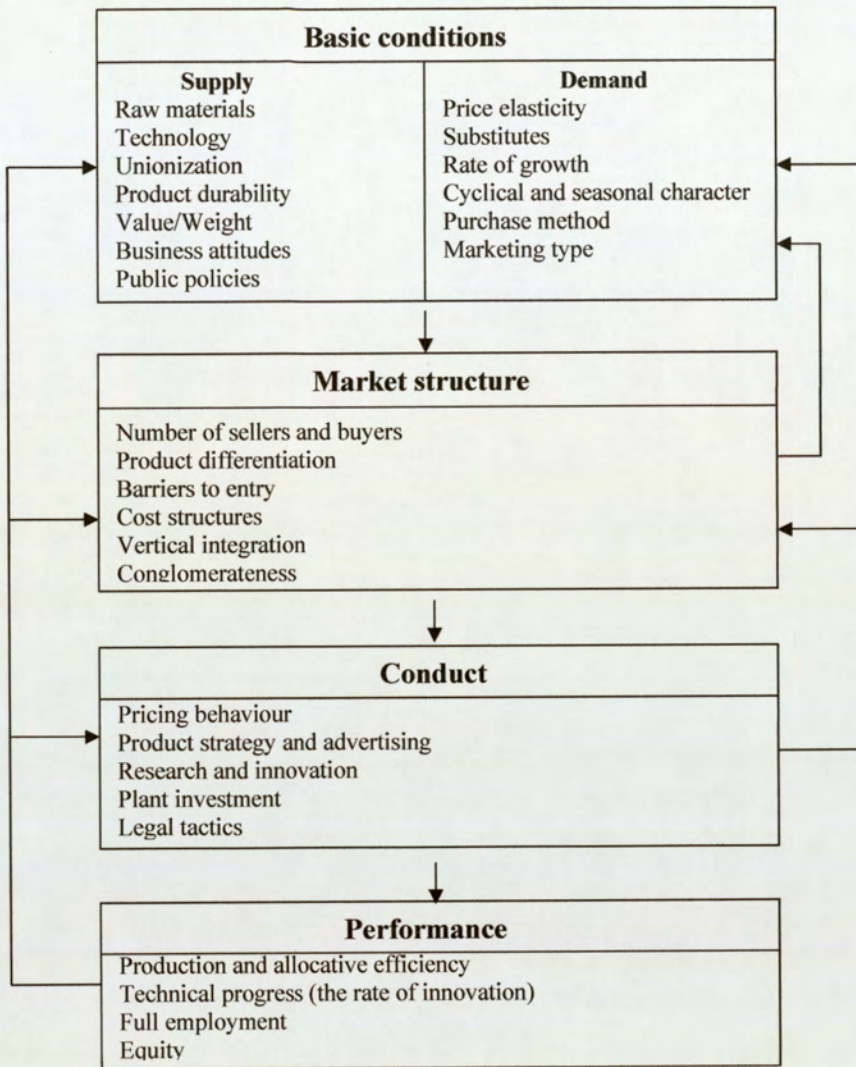 Basic conditions
Supply
Raw materials
Technology
Unionization
Product durability
Value/Weight
Business attitudes
Public policies
Demand
Price elasticity
Substitutes
Rate of growth
Cyclical and seasonal character
Purchase method
Marketing type
Market structure
Number of sellers and buyers
Product differentiation
Barriers to entry
Cost structures
Vertical integration
Conglomerateness
Conduct
Pricing behaviour
Product strategy and advertising
Research and innovation
Plant investment
Legal tactics
Performance
Production and allocative efficiency
Technical progress (the rate of innovation)
Full employment
Equity